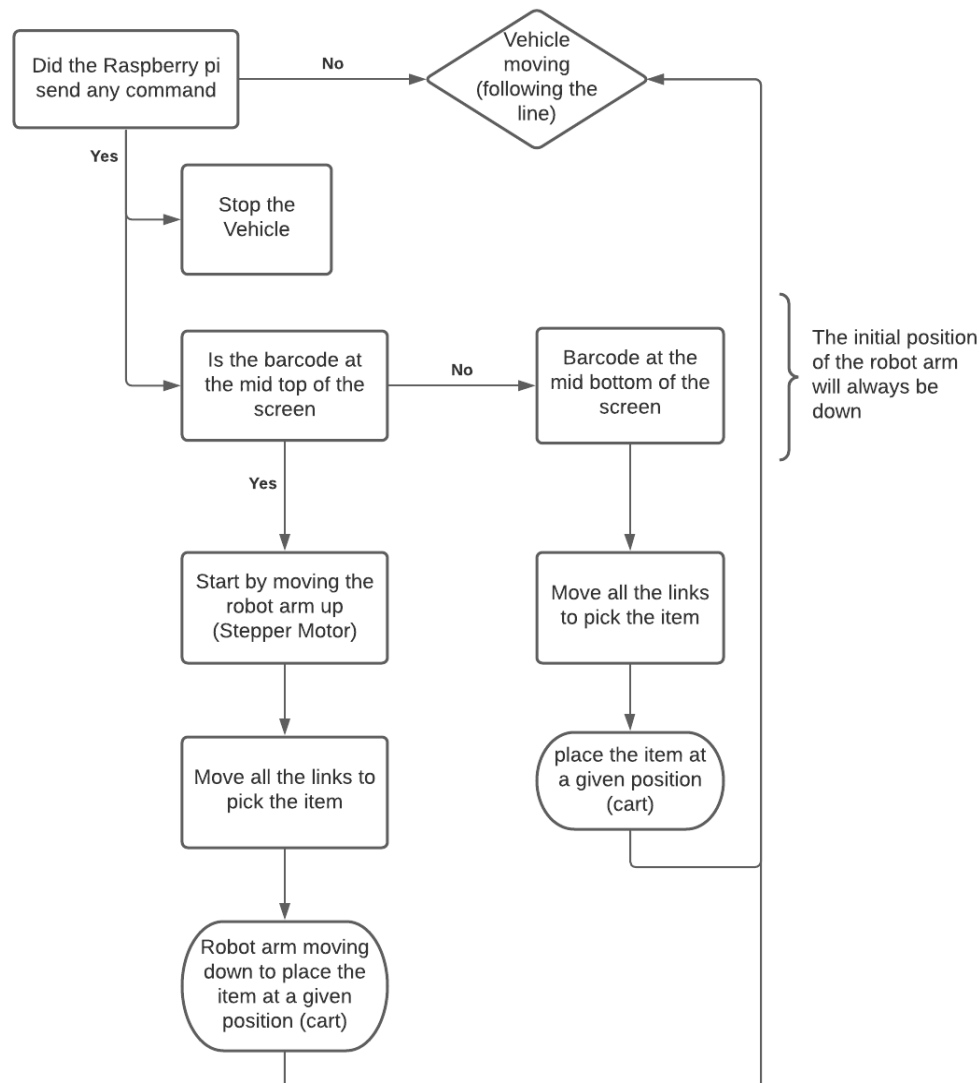 Did the Raspberry pi
send any command
No
Vehicle
moving
(following the
line)
Yes
Stop the
Vehicle
Is the barcode at
the mid top of the
screen
No
Barcode at the
mid bottom of the
screen
The initial position
of the robot arm
will always be
down
Yes
Start by moving the
robot arm up
(Stepper Motor)
Move all the links
to pick the item
Move all the links to
pick the item
place the item at
a given position
(cart)
Robot arm moving
down to place the
item at a given
position (cart)